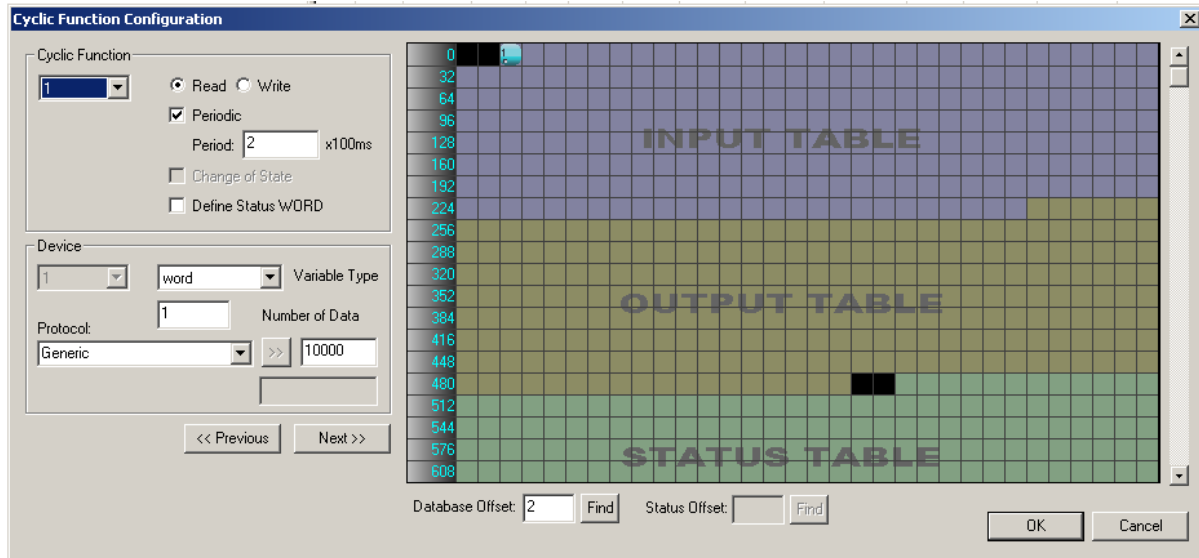 Cyclic Function Configuration
Cyclic Function
1
Read
Write
Periodic
Period: 2 x100ms
Change of State
Define Status WORD
Device
1
word
Variable Type
1
Number of Data
Protocol:
Generic
>>
10000
<< Previous
Next >>
0
1
32
64
96
128
160
192
224
256
288
320
352
384
416
448
480
512
544
576
608
INPUT TABLE
OUTPUT TABLE
STATUS TABLE
Database Offset: 2 Find
Status Offset: Find
OK
Cancel